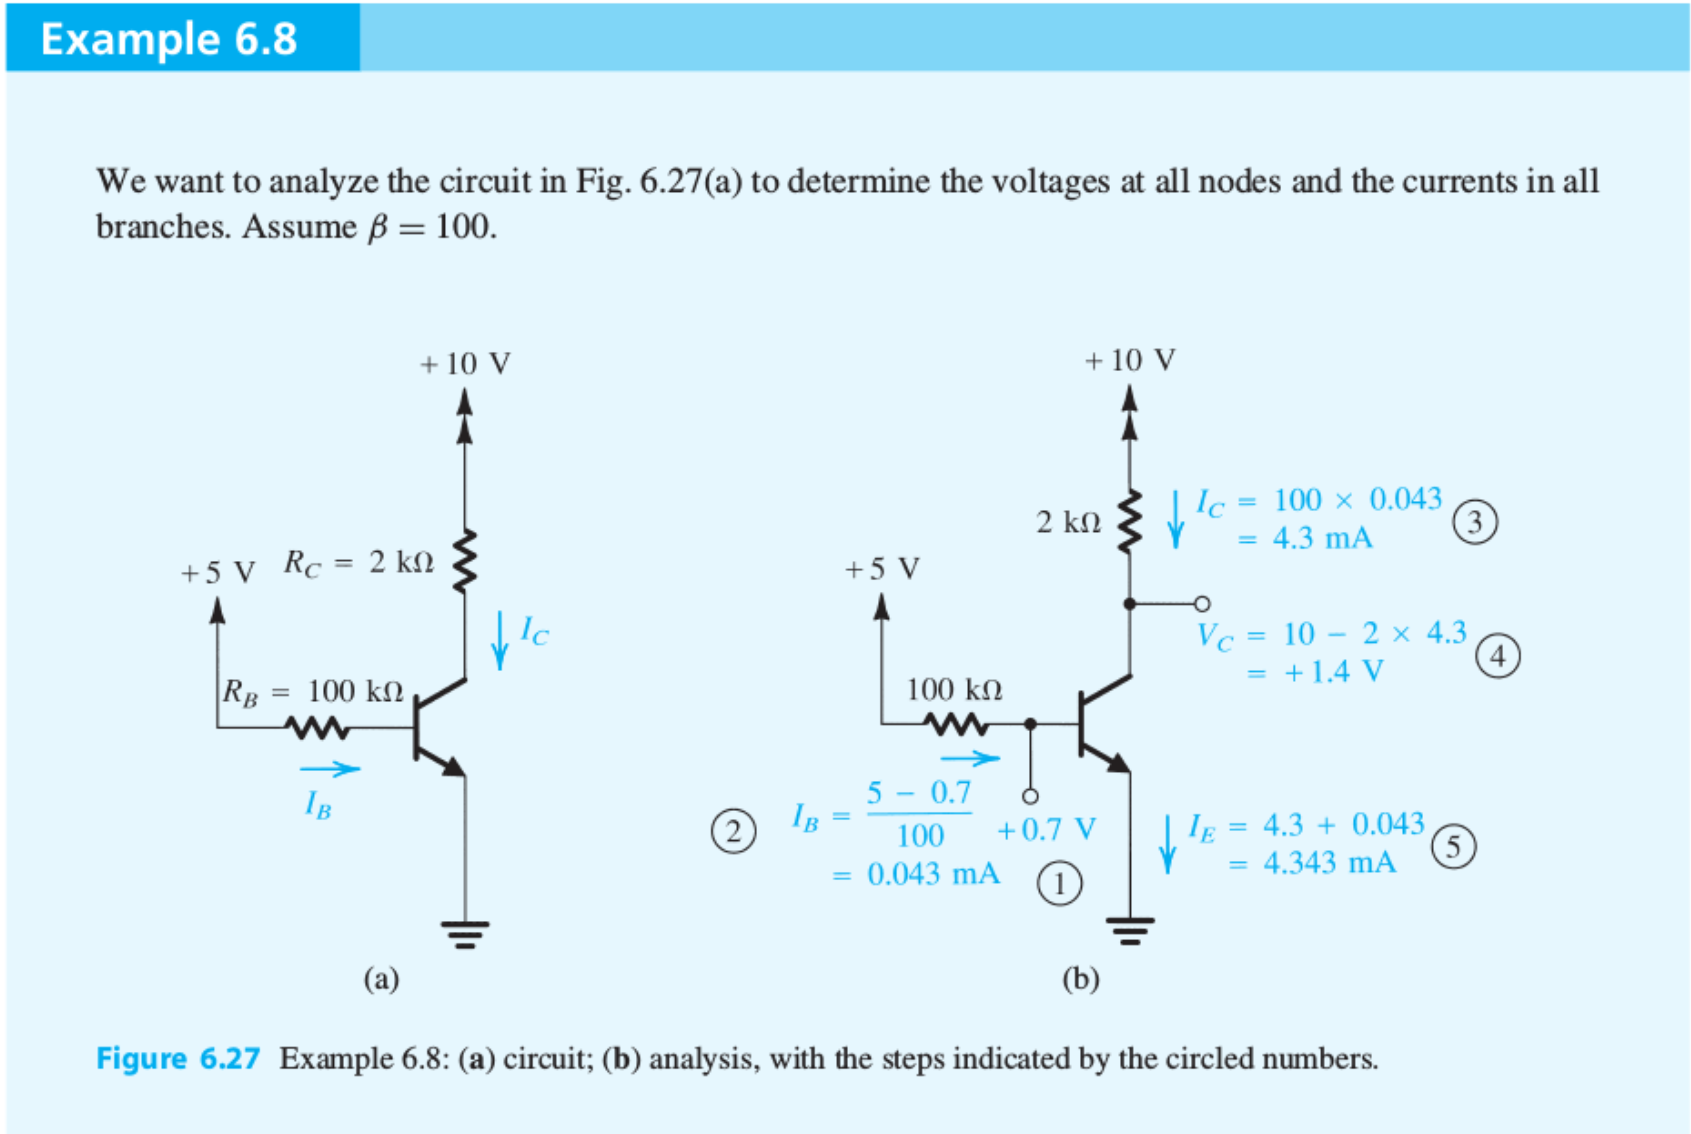 Example 6.8
We want to analyze the circuit in Fig. 6.27(a) to determine the voltages at all nodes and the currents in all
branches. Assume β = 100.
+ 10 V
+5 V
R_C = 2 kΩ
I_C
R_B = 100 kΩ
I_B
(a)
+ 10 V
2 kΩ
I_C = 100 × 0.043
= 4.3 mA
3
+5 V
V_C = 10 − 2 × 4.3
= +1.4 V
4
100 kΩ
2
I_B = (5 − 0.7)/100
= 0.043 mA
+0.7 V
1
I_E = 4.3 + 0.043
= 4.343 mA
5
(b)
Figure 6.27 Example 6.8: (a) circuit; (b) analysis, with the steps indicated by the circled numbers.